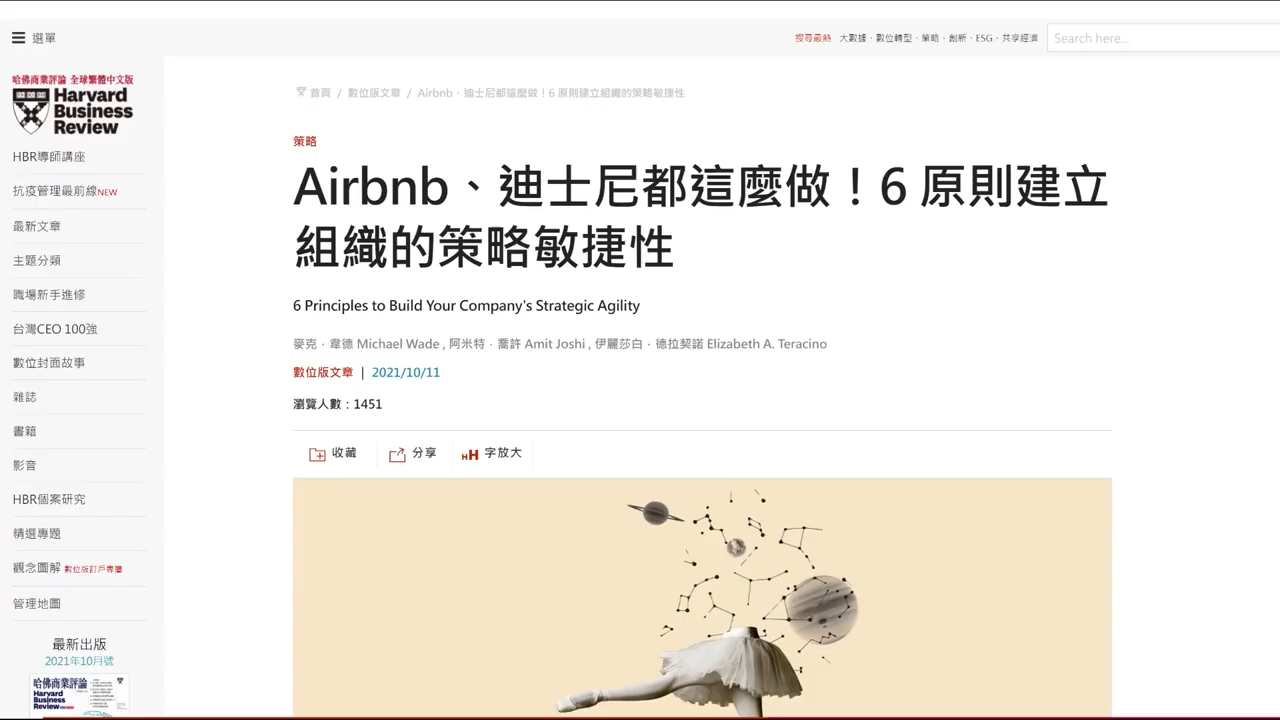 選單
搜尋最熱 大數據、數位轉型、策略、創新、ESG、共享經濟
Search here...
哈佛商業評論 全球繁體中文版
Harvard
Business
Review
HBR導師講座
抗疫管理最前線NEW
最新文章
主題分類
職場新手進修
台灣CEO 100強
數位封面故事
雜誌
書籍
影音
HBR個案研究
精選專題
觀念圖解 數位版訂戶專屬
管理地圖
最新出版
2021年10月號
哈佛商業評論
Harvard
Business
Review
首頁 / 數位版文章 / Airbnb、迪士尼都這麼做！6 原則建立組織的策略敏捷性
策略
Airbnb、迪士尼都這麼做！6 原則建立
組織的策略敏捷性
6 Principles to Build Your Company's Strategic Agility
麥克．韋德 Michael Wade , 阿米特．喬許 Amit Joshi , 伊麗莎白．德拉契諾 Elizabeth A. Teracino
數位版文章 | 2021/10/11
瀏覽人數：1451
收藏 分享 HH 字放大